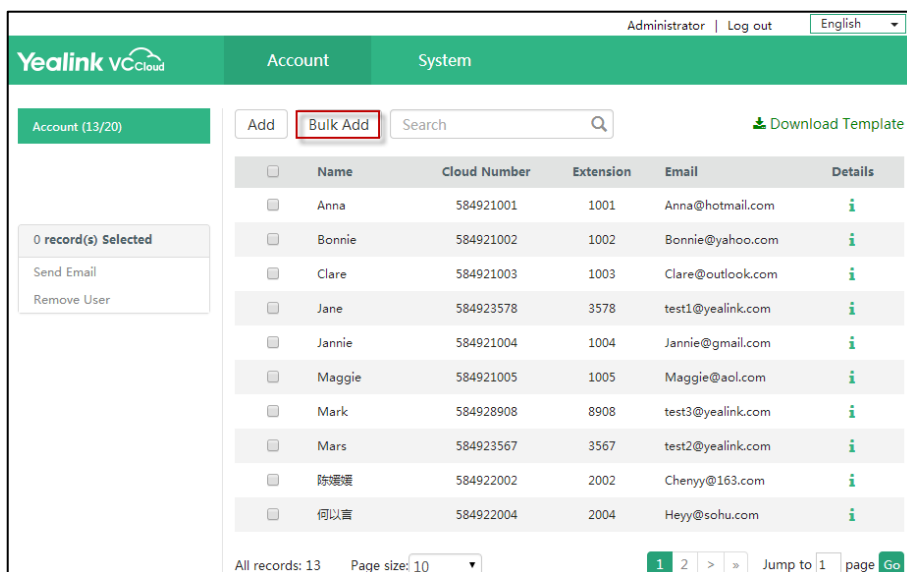 Administrator | Log out English
Yealink VCCloud Account System
Account (13/20)
Add Bulk Add Search Download Template
Name Cloud Number Extension Email Details
Anna 584921001 1001 Anna@hotmail.com
0 record(s) Selected
Bonnie 584921002 1002 Bonnie@yahoo.com
Send Email
Clare 584921003 1003 Clare@outlook.com
Remove User
Jane 584923578 3578 test1@yealink.com
Jannie 584921004 1004 Jannie@gmail.com
Maggie 584921005 1005 Maggie@aol.com
Mark 584928908 8908 test3@yealink.com
Mars 584923567 3567 test2@yealink.com
陈媛媛 584922002 2002 Chenyy@163.com
何以言 584922004 2004 Heyy@sohu.com
All records: 13 Page size: 10 1 2 > » Jump to 1 page Go